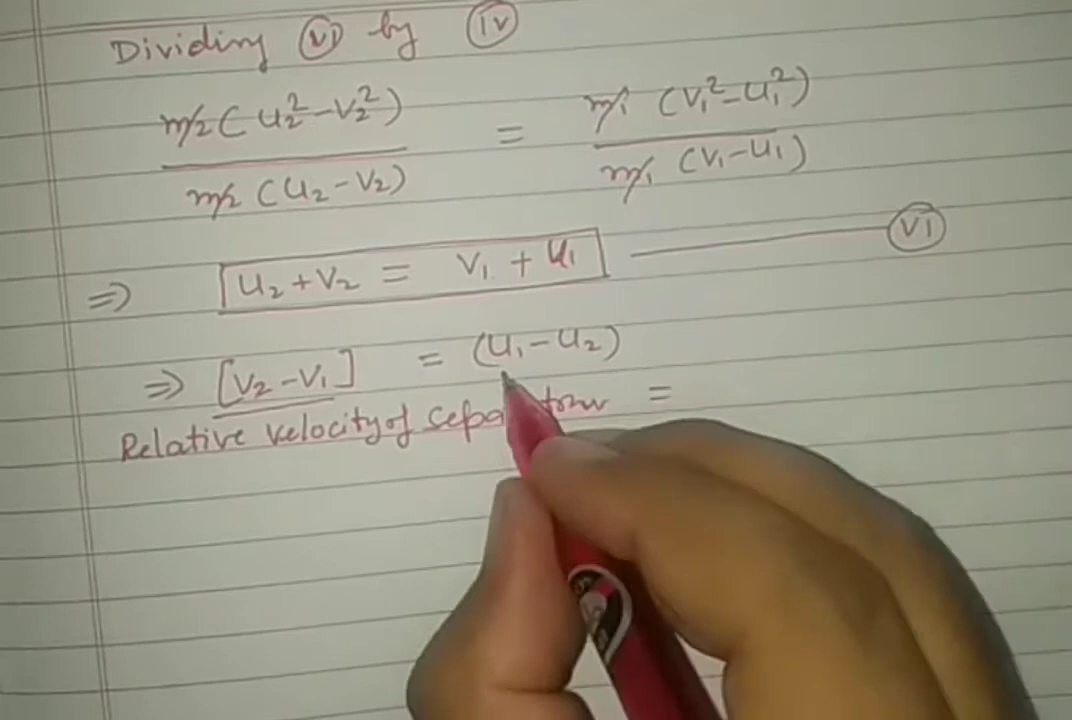 Dividing (vi) by (iv)
m2 (u2² - v2²) / m2 (u2 - v2) = m1 (v1² - u1²) / m1 (v1 - u1)
⇒ u2 + v2 = v1 + u1 (vi)
⇒ [v2 - v1] = (u1 - u2)
Relative velocity of =